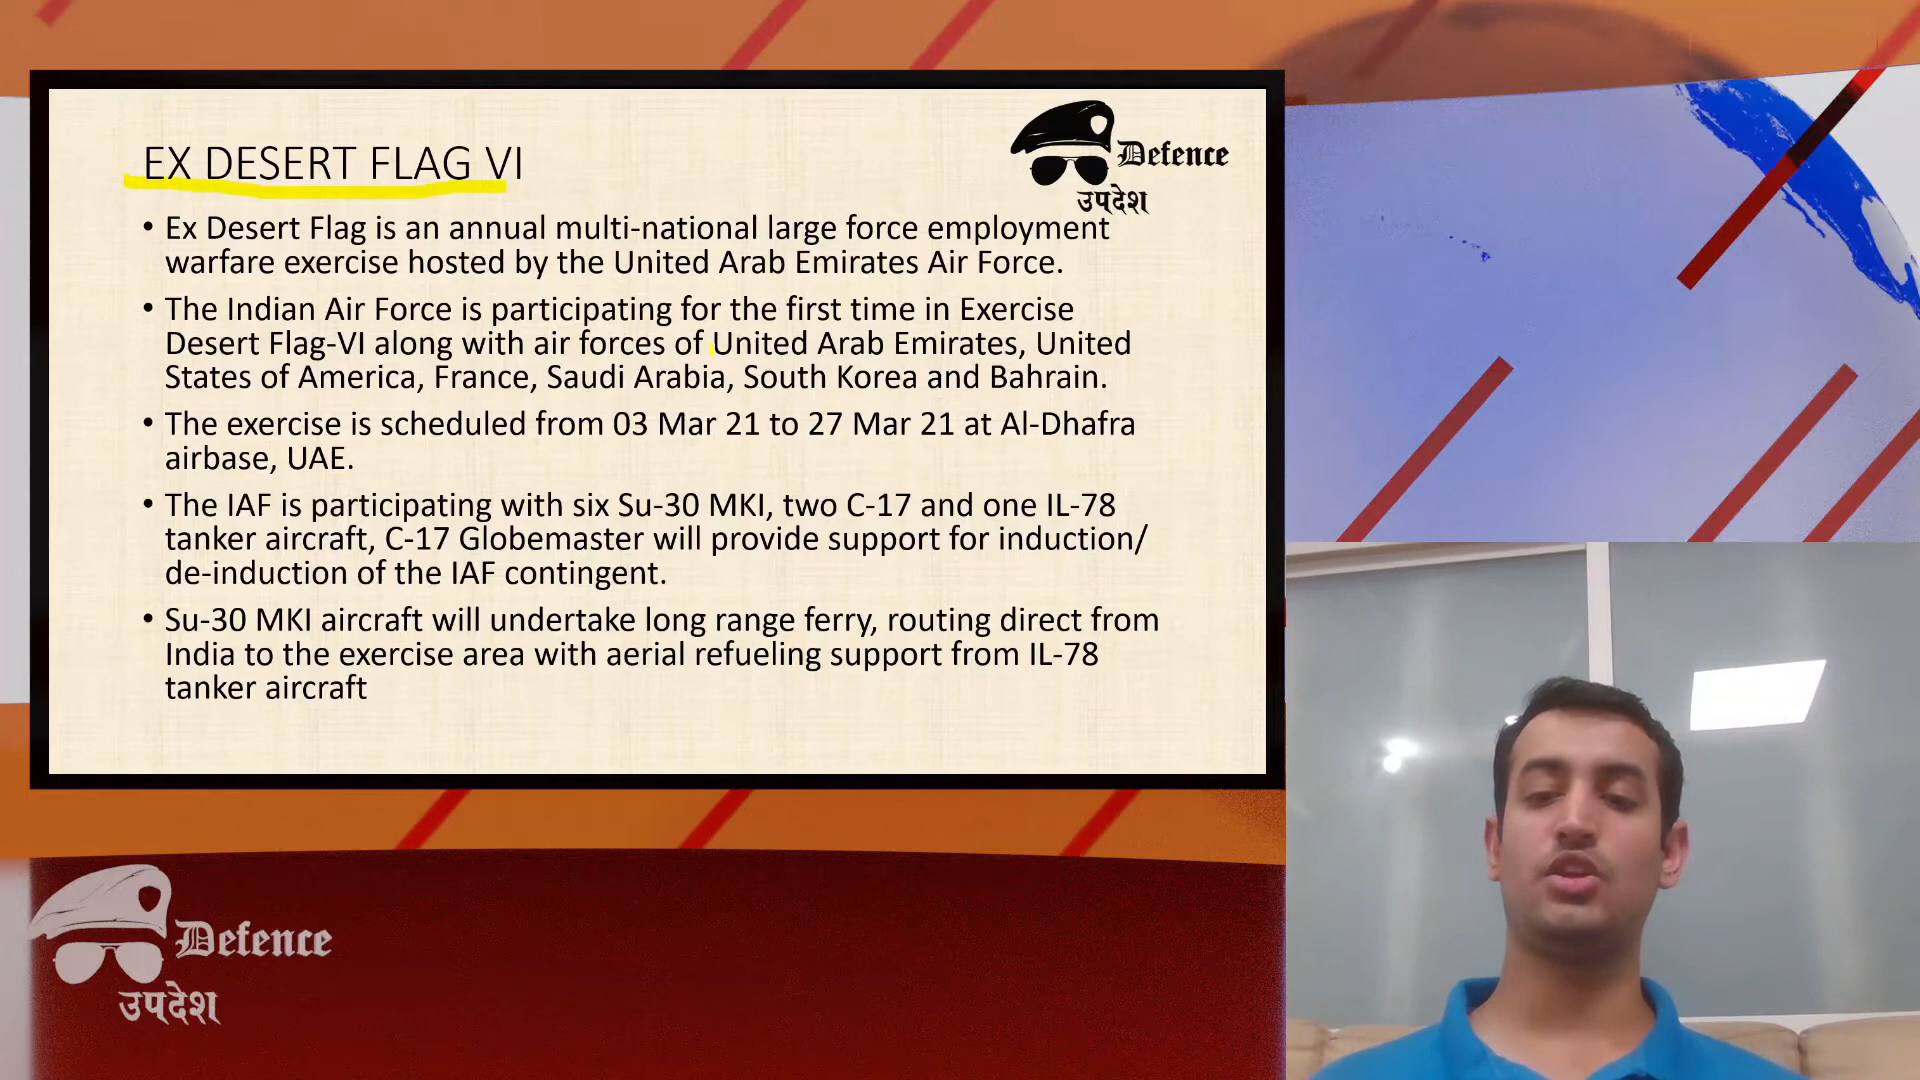 EX DESERT FLAG VI
Defence
उपदेश
• Ex Desert Flag is an annual multi-national large force employment
warfare exercise hosted by the United Arab Emirates Air Force.
• The Indian Air Force is participating for the first time in Exercise
Desert Flag-VI along with air forces of United Arab Emirates, United
States of America, France, Saudi Arabia, South Korea and Bahrain.
• The exercise is scheduled from 03 Mar 21 to 27 Mar 21 at Al-Dhafra
airbase, UAE.
• The IAF is participating with six Su-30 MKI, two C-17 and one IL-78
tanker aircraft, C-17 Globemaster will provide support for induction/
de-induction of the IAF contingent.
• Su-30 MKI aircraft will undertake long range ferry, routing direct from
India to the exercise area with aerial refueling support from IL-78
tanker aircraft
Defence
उपदेश